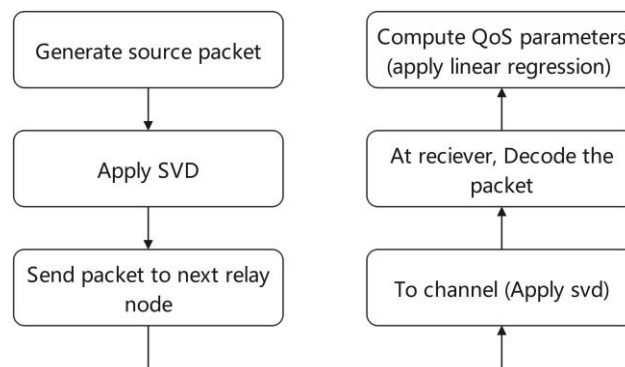 Generate source packet
Apply SVD
Send packet to next relay
node
To channel (Apply svd)
At reciever, Decode the
packet
Compute QoS parameters
(apply linear regression)